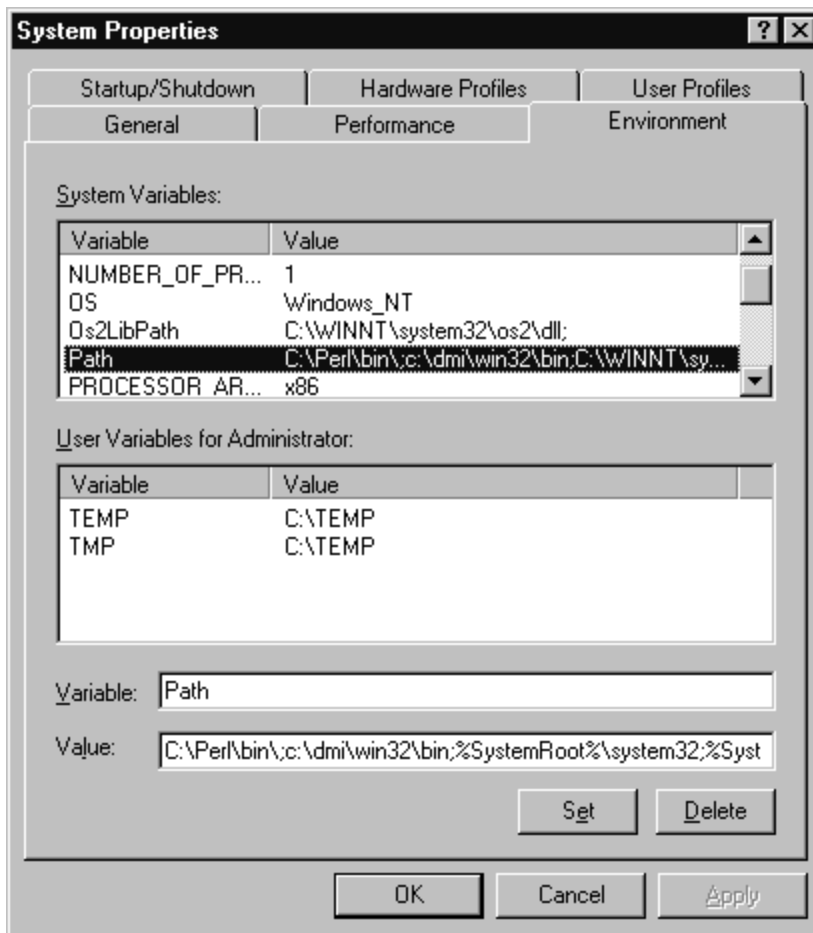 System Properties
Startup/Shutdown Hardware Profiles User Profiles
General Performance Environment
System Variables:
Variable Value
NUMBER_OF_PR... 1
OS Windows_NT
Os2LibPath C:\WINNT\system32\os2\dll;
Path C:\Perl\bin\;c:\dmi\win32\bin;C:\WINNT\sy...
PROCESSOR_AR... x86
User Variables for Administrator:
Variable Value
TEMP C:\TEMP
TMP C:\TEMP
Variable: Path
Value: C:\Perl\bin\;c:\dmi\win32\bin;%SystemRoot%\system32;%Syst
Set Delete
OK Cancel Apply